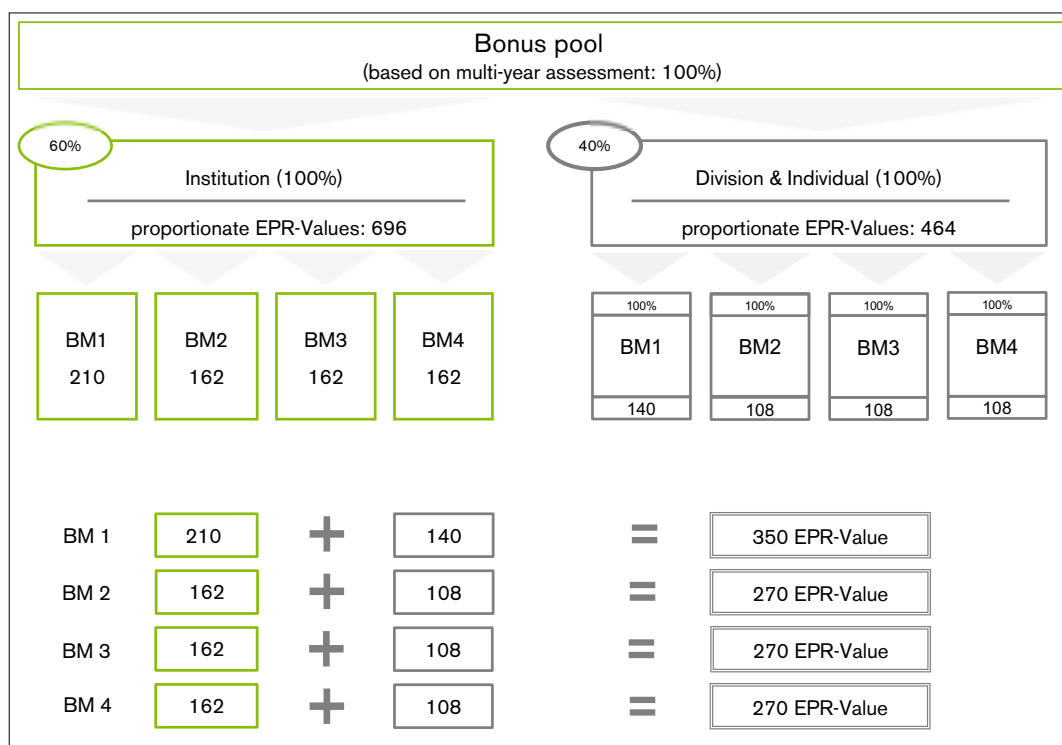 Bonus pool
(based on multi-year assessment: 100%)
60%
Institution (100%)
proportionate EPR-Values: 696
40%
Division & Individual (100%)
proportionate EPR-Values: 464
BM1
210
BM2
162
BM3
162
BM4
162
100%
BM1
140
100%
BM2
108
100%
BM3
108
100%
BM4
108
BM 1 210 + 140 = 350 EPR-Value
BM 2 162 + 108 = 270 EPR-Value
BM 3 162 + 108 = 270 EPR-Value
BM 4 162 + 108 = 270 EPR-Value